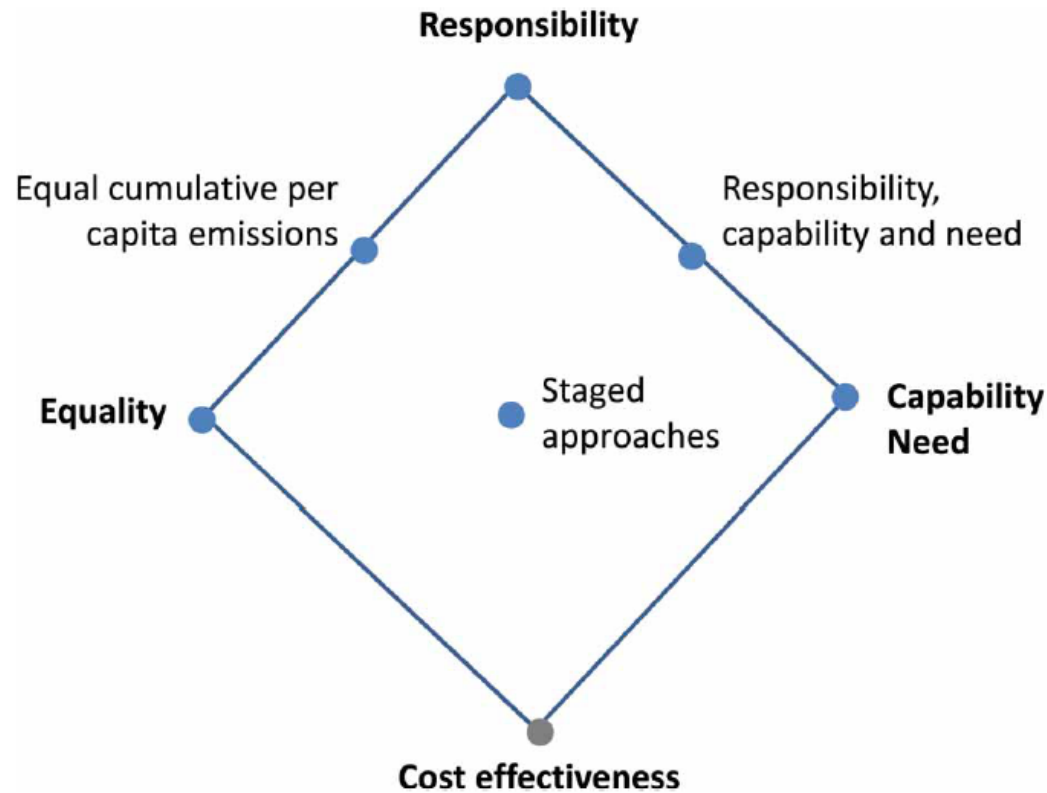 Responsibility
Equal cumulative per
capita emissions
Responsibility,
capability and need
Equality
Staged
approaches
Capability
Need
Cost effectiveness